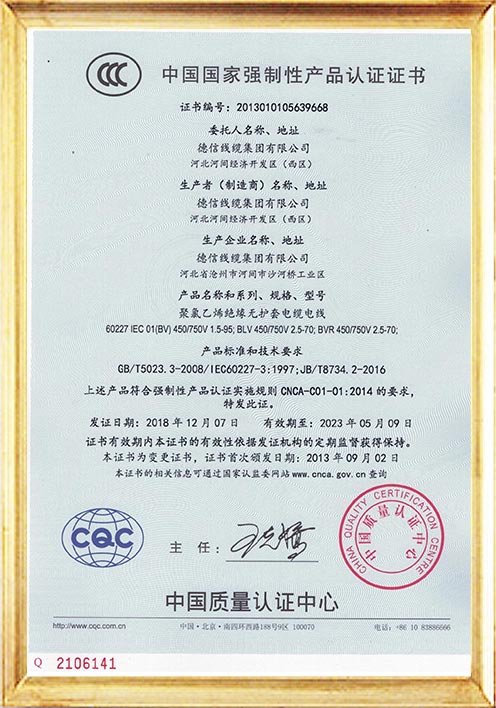 中国国家强制性产品认证证书
证书编号：2013010105639668
委托人名称、地址
德信线缆集团有限公司
河北河间经济开发区（西区）
生产者（制造商）名称、地址
德信线缆集团有限公司
河北河间经济开发区（西区）
生产企业名称、地址
德信线缆集团有限公司
河北省沧州市河间市沙河桥工业区
产品名称和系列、规格、型号
聚氯乙烯绝缘无护套电缆电线
60227 IEC 01(BV) 450/750V 1.5-95; BLV 450/750V 2.5-70; BVR 450/750V 2.5-70;
产品标准和技术要求
GB/T5023.3-2008/IEC60227-3:1997;JB/T8734.2-2016
上述产品符合强制性产品认证实施规则 CNCA-C01-01:2014 的要求，
特发此证。
发证日期：2018 年 12 月 07 日 有效期至：2023 年 05 月 09 日
证书有效期内本证书的有效性依据发证机构的定期监督获得保持。
本证书为变更证书，证书首次颁发日期：2013 年 09 月 02 日
本证书的相关信息可通过国家认监委网站 www.cnca.gov.cn 查询
CQC
主 任：
CHINA QUALITY CERTIFICATION CENTRE
中国质量认证中心
中国质量认证中心
http://www.cqc.com.cn 中国・北京・南四环西路188号9区 100070 电话：+86 10 83886666
Q 2106141